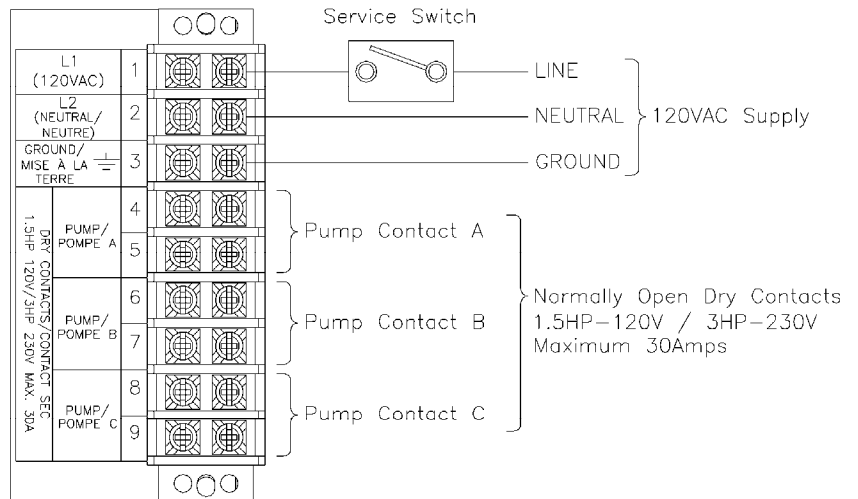 Service Switch
L1
(120VAC)
1
LINE
L2
(NEUTRAL/
NEUTRE)
2
NEUTRAL
120VAC Supply
GROUND/
MISE À LA
TERRE
3
GROUND
DRY CONTACTS/CONTACT SEC
1.5HP 120V/3HP 230V MAX. 30A
PUMP/
POMPE A
4
5
Pump Contact A
PUMP/
POMPE B
6
7
Pump Contact B
PUMP/
POMPE C
8
9
Pump Contact C
Normally Open Dry Contacts
1.5HP-120V / 3HP-230V
Maximum 30Amps